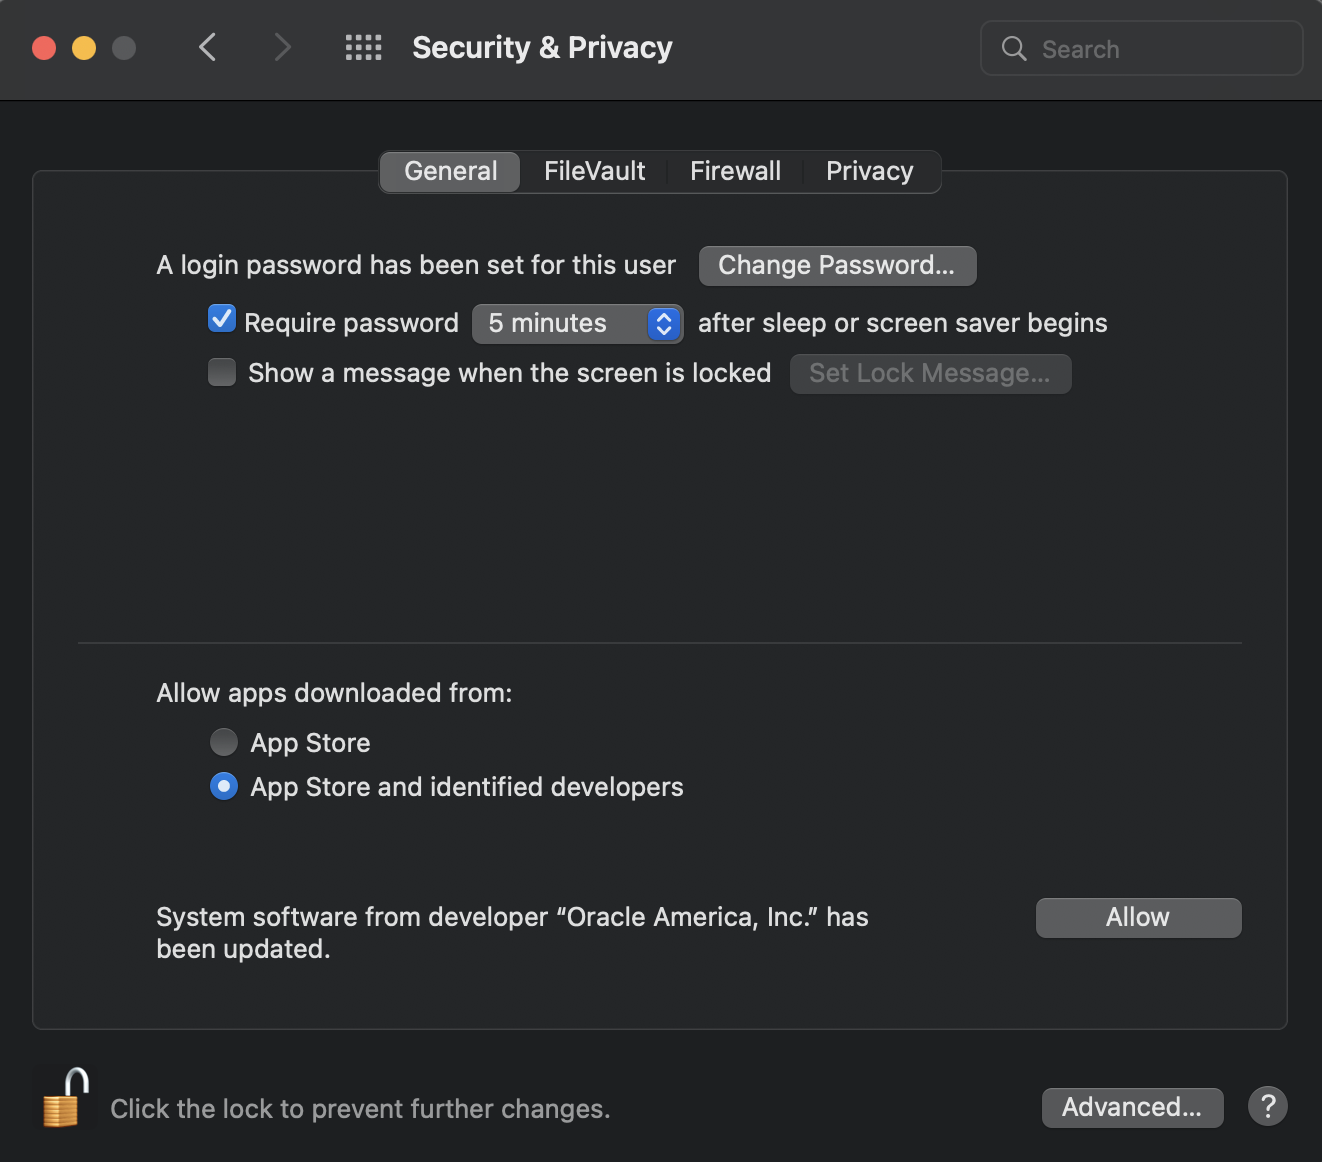 Security & Privacy
Search
General FileVault Firewall Privacy
A login password has been set for this user Change Password...
Require password 5 minutes after sleep or screen saver begins
Show a message when the screen is locked Set Lock Message...
Allow apps downloaded from:
App Store
App Store and identified developers
System software from developer “Oracle America, Inc.” has
been updated.
Allow
Click the lock to prevent further changes.
Advanced...
?